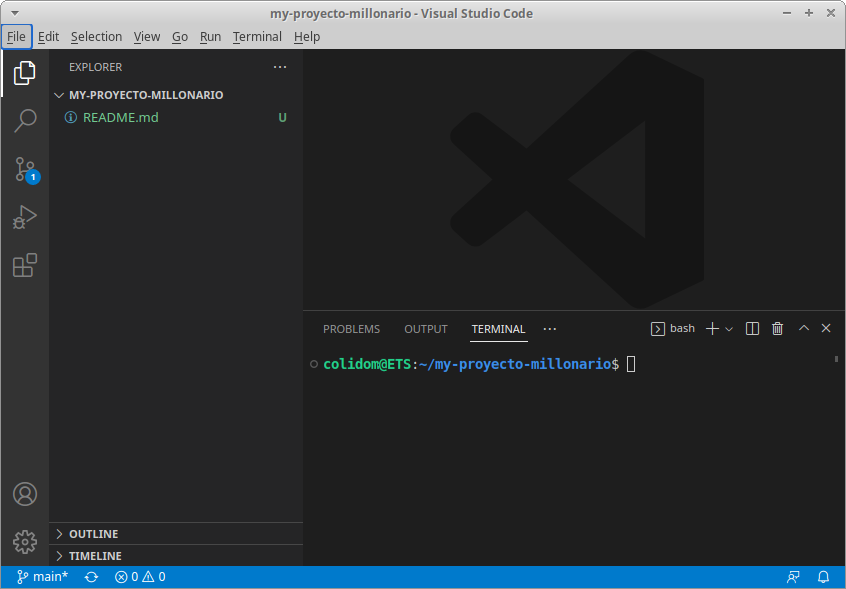 my-proyecto-millonario - Visual Studio Code
File Edit Selection View Go Run Terminal Help
EXPLORER
MY-PROYECTO-MILLONARIO
README.md U
1
OUTLINE
TIMELINE
PROBLEMS OUTPUT TERMINAL bash
colidom@ETS:~/my-proyecto-millonario$
main* 0 0